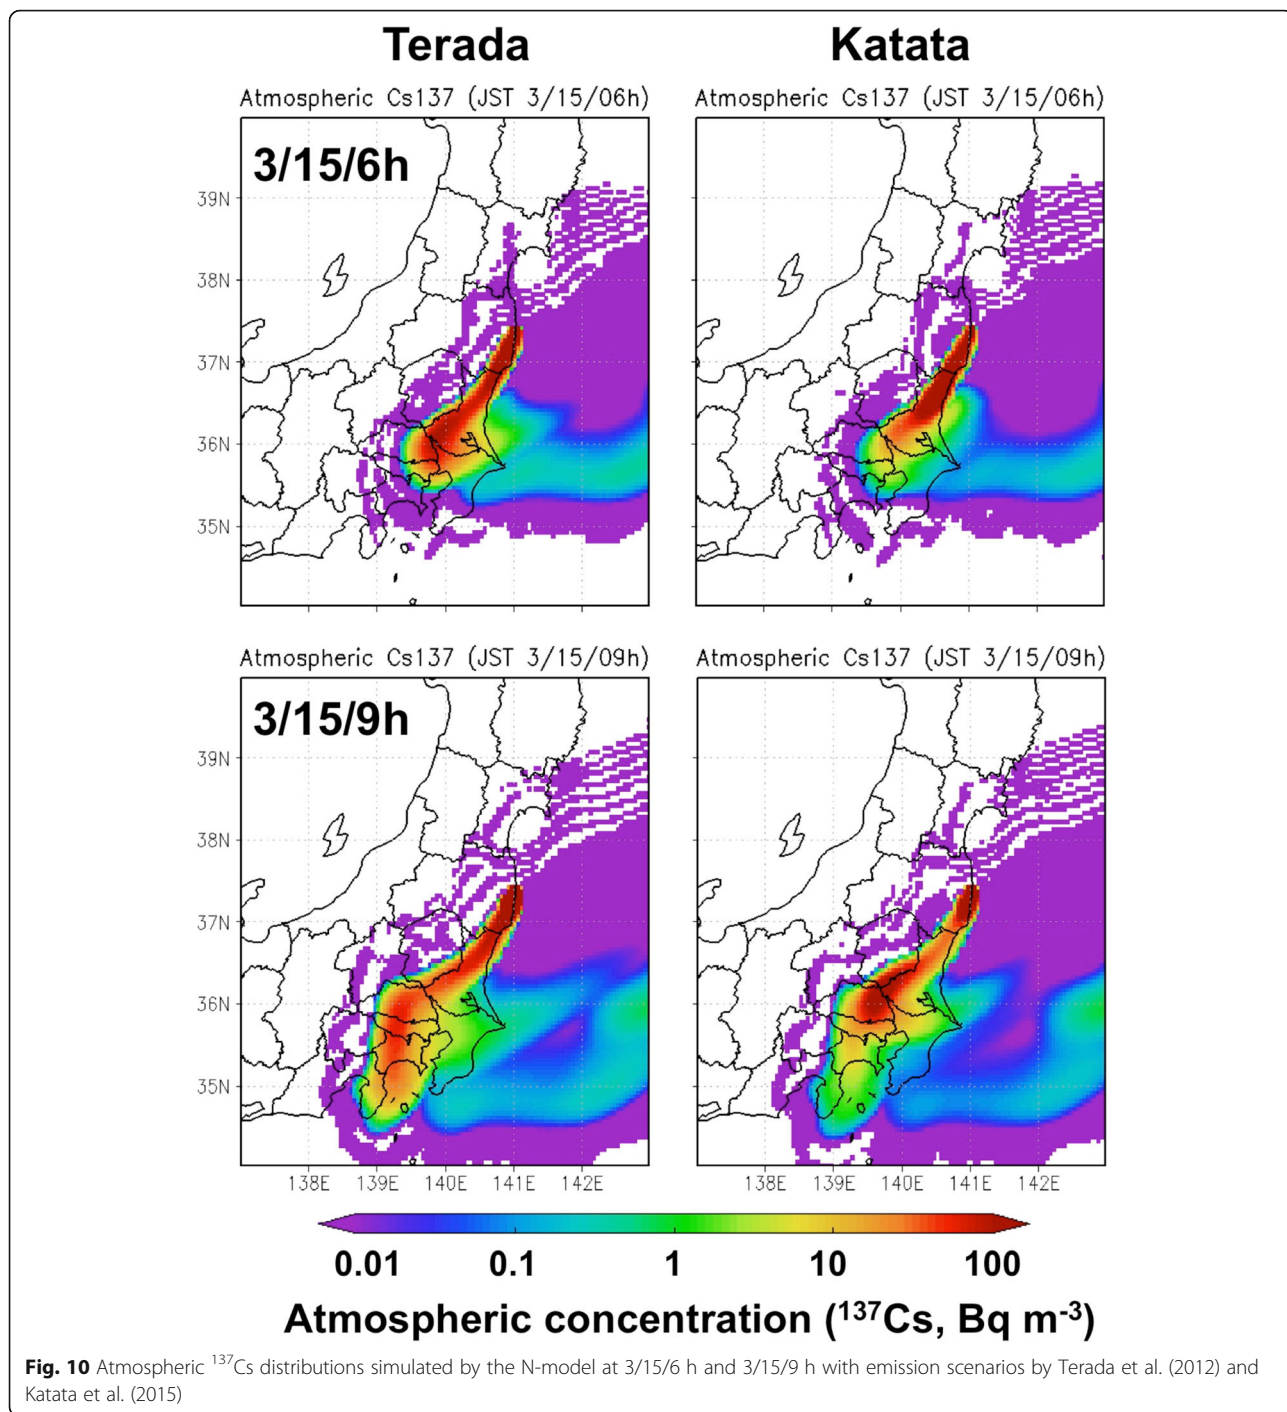 Terada
Katata
Atmospheric Cs137 (JST 3/15/06h)
Atmospheric Cs137 (JST 3/15/06h)
3/15/6h
39N
38N
37N
36N
35N
Atmospheric Cs137 (JST 3/15/09h)
Atmospheric Cs137 (JST 3/15/09h)
3/15/9h
39N
38N
37N
36N
35N
138E 139E 140E 141E 142E
138E 139E 140E 141E 142E
0.01 0.1 1 10 100
Atmospheric concentration (¹³⁷Cs, Bq m⁻³)
Fig. 10 Atmospheric ¹³⁷Cs distributions simulated by the N-model at 3/15/6 h and 3/15/9 h with emission scenarios by Terada et al. (2012) and
Katata et al. (2015)